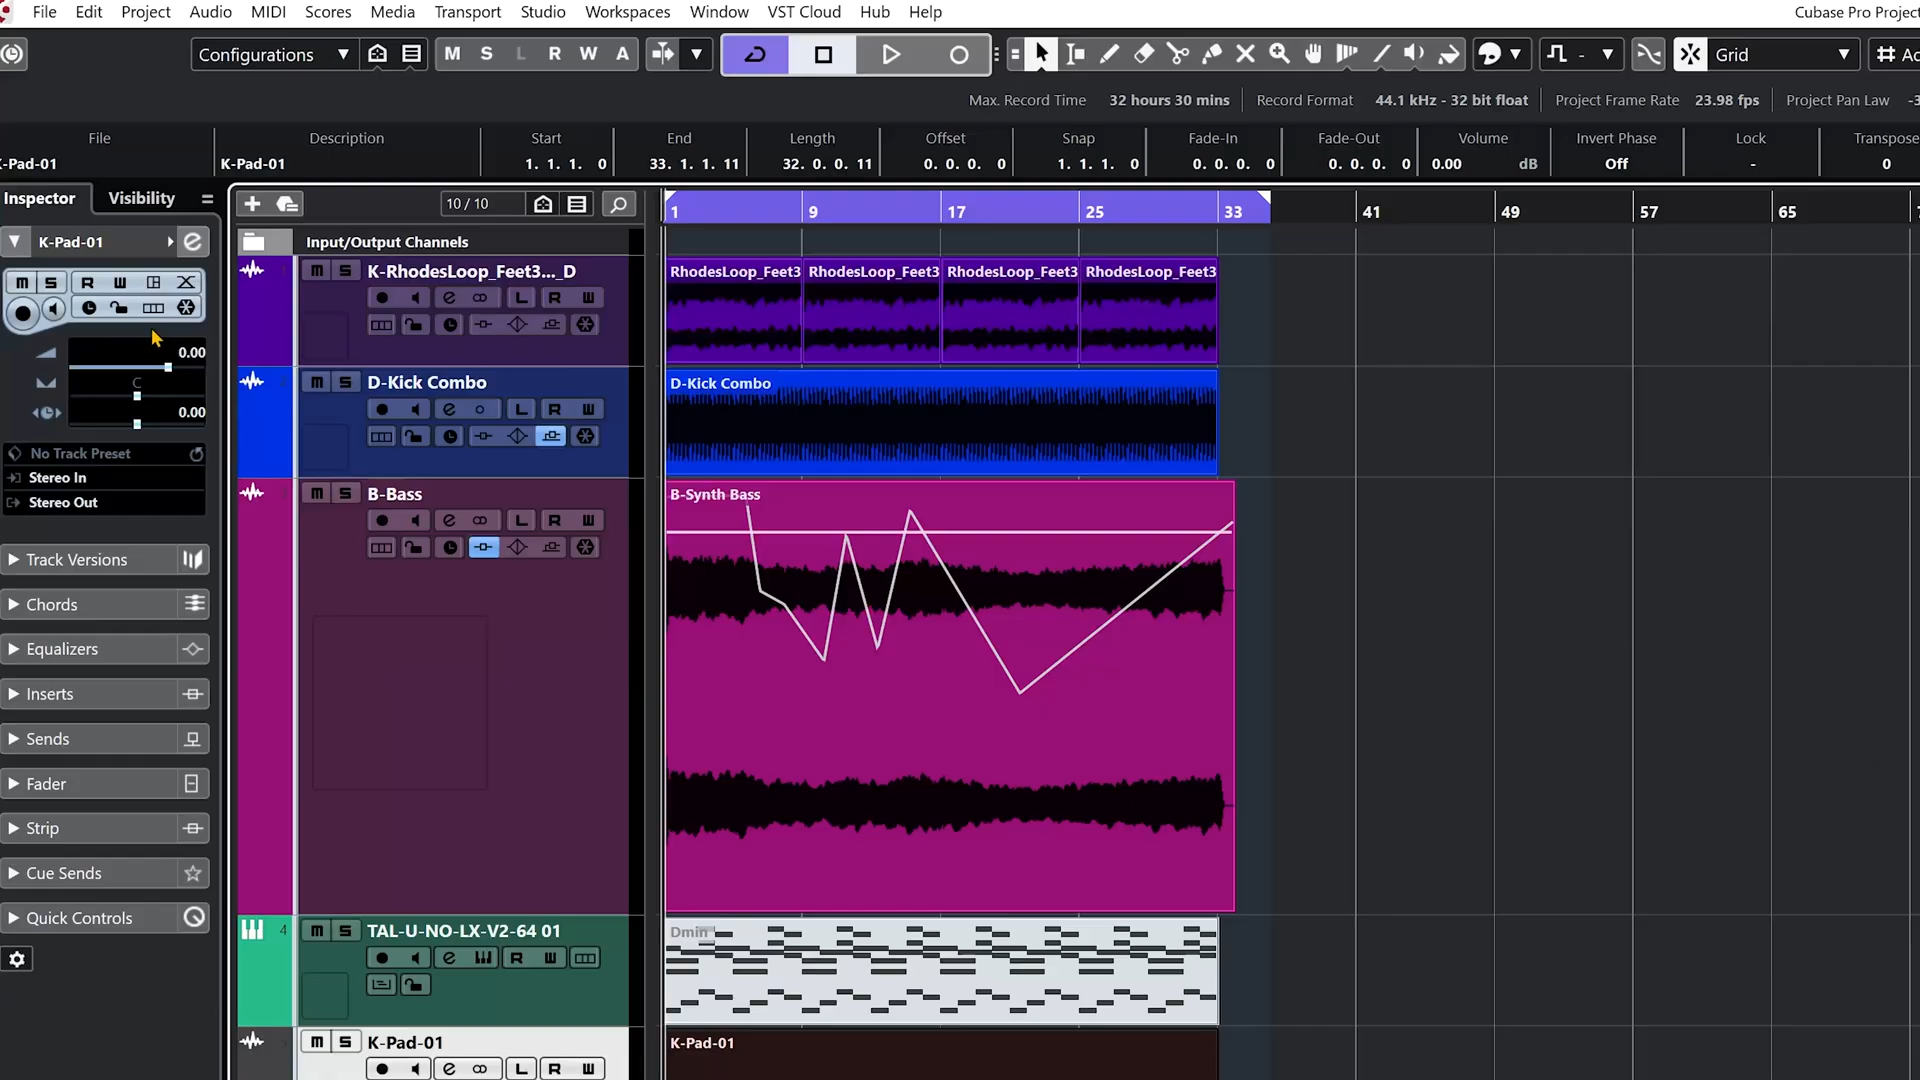 File Edit Project Audio MIDI Scores Media Transport Studio Workspaces Window VST Cloud Hub Help Cubase Pro Project
Configurations M S L R W A - Grid
Max. Record Time 32 hours 30 mins Record Format 44.1 kHz - 32 bit float Project Frame Rate 23.98 fps Project Pan Law
File Description Start End Length Offset Snap Fade-In Fade-Out Volume Invert Phase Lock Transpose
K-Pad-01 K-Pad-01 1. 1. 1. 0 33. 1. 1. 11 32. 0. 0. 11 0. 0. 0. 0 1. 1. 1. 0 0. 0. 0. 0 0. 0. 0. 0 0.00 dB Off - 0
Inspector Visibility 10 / 10 1 9 17 25 33 41 49 57 65
K-Pad-01
Input/Output Channels
M S R W
M S K-RhodesLoop_Feet3..._D RhodesLoop_Feet3 RhodesLoop_Feet3 RhodesLoop_Feet3 RhodesLoop_Feet3
L R W
0.00
C
0.00
M S D-Kick Combo D-Kick Combo
L R W
No Track Preset
Stereo In
Stereo Out
M S B-Bass B-Synth Bass
L R W
Track Versions
Chords
Equalizers
Inserts
Sends
Fader
Strip
Cue Sends
Quick Controls
4 M S TAL-U-NO-LX-V2-64 01 Dmin
R W
M S K-Pad-01 K-Pad-01
L R W